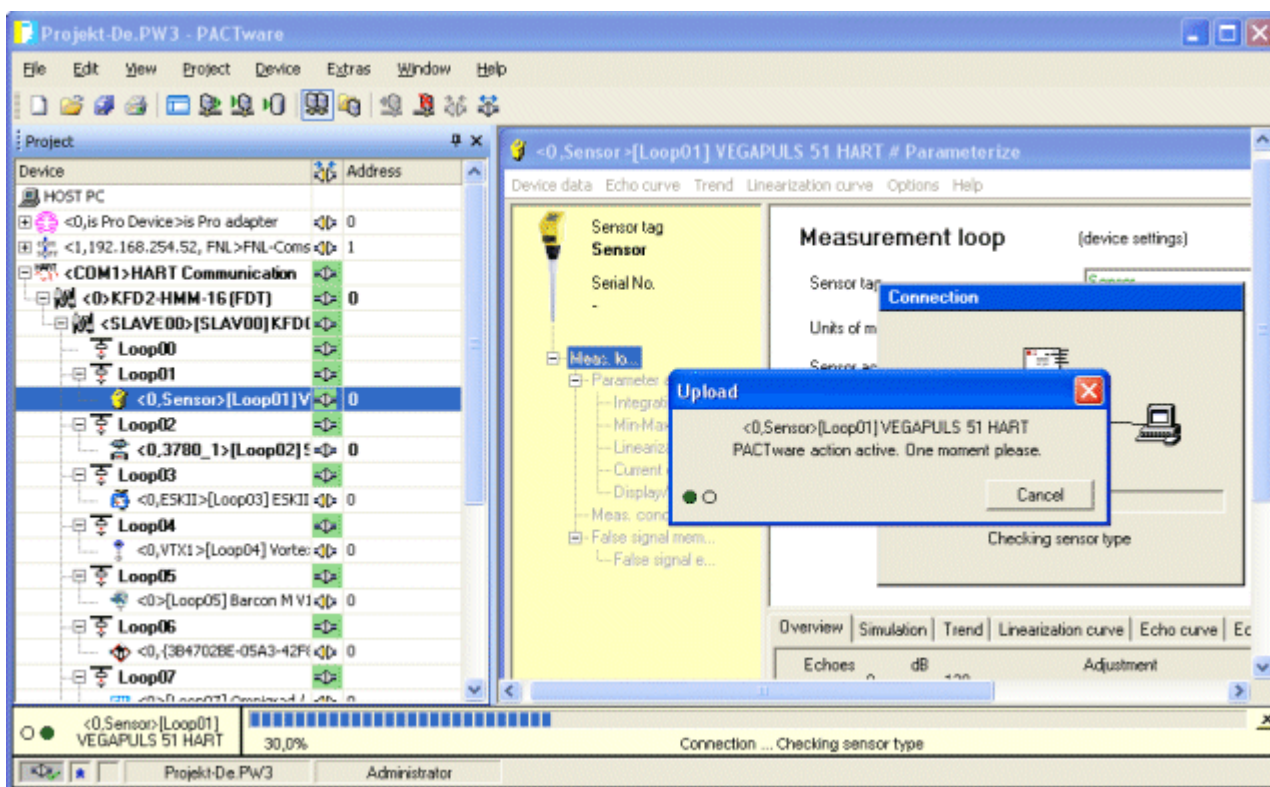 Projekt-De.PW3 - PACTware
File Edit View Project Device Extras Window Help
Project
Device Address
HOST PC
<0,is Pro Device>is Pro adapter 0
<1,192.168.254.52, FNL>FNL-Coms 1
<COM1>HART Communication
<0>KFD2-HMM-16 (FDT) 0
<SLAVE00>[SLAV00]KFD
Loop00
Loop01
<0,Sensor>[Loop01]V 0
Loop02
<0,3780_1>[Loop02] 0
Loop03
<0,ESKII>[Loop03] ESKII 0
Loop04
<0,VTX1>[Loop04] Vortex 0
Loop05
<0>[Loop05] Barcon M V1 0
Loop06
<0,{3B4702BE-05A3-42F 0
Loop07
<0,Sensor>[Loop01] VEGAPULS 51 HART # Parameterize
Device data Echo curve Trend Linearization curve Options Help
Sensor tag
Sensor
Serial No.
-
Meas. lo...
Parameter
Integrati
Min-Max
Lineariz
Current
Display/
Meas. cond
False signal mem...
False signal e...
Measurement loop (device settings)
Sensor tag Sensor
Units of m
Connection
Checking sensor type
Upload
<0,Sensor>[Loop01] VEGAPULS 51 HART
PACTware action active. One moment please.
Cancel
Overview Simulation Trend Linearization curve Echo curve Ec
Echoes dB Adjustment
<0,Sensor>[Loop01]
VEGAPULS 51 HART
30,0% Connection ... Checking sensor type
Projekt-De.PW3 Administrator